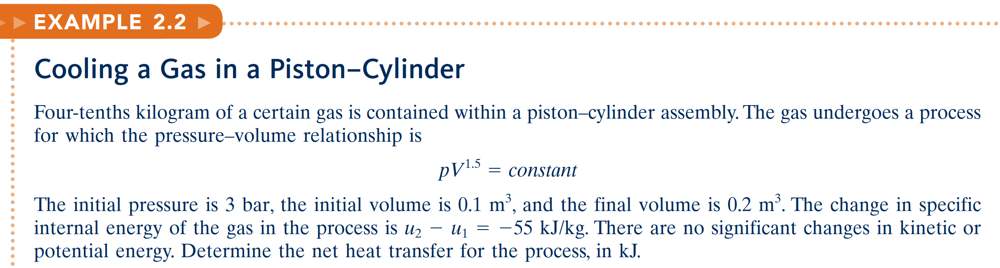 EXAMPLE 2.2
Cooling a Gas in a Piston–Cylinder
Four-tenths kilogram of a certain gas is contained within a piston–cylinder assembly. The gas undergoes a process
for which the pressure–volume relationship is
pV^1.5 = constant
The initial pressure is 3 bar, the initial volume is 0.1 m³, and the final volume is 0.2 m³. The change in specific
internal energy of the gas in the process is u₂ − u₁ = −55 kJ/kg. There are no significant changes in kinetic or
potential energy. Determine the net heat transfer for the process, in kJ.